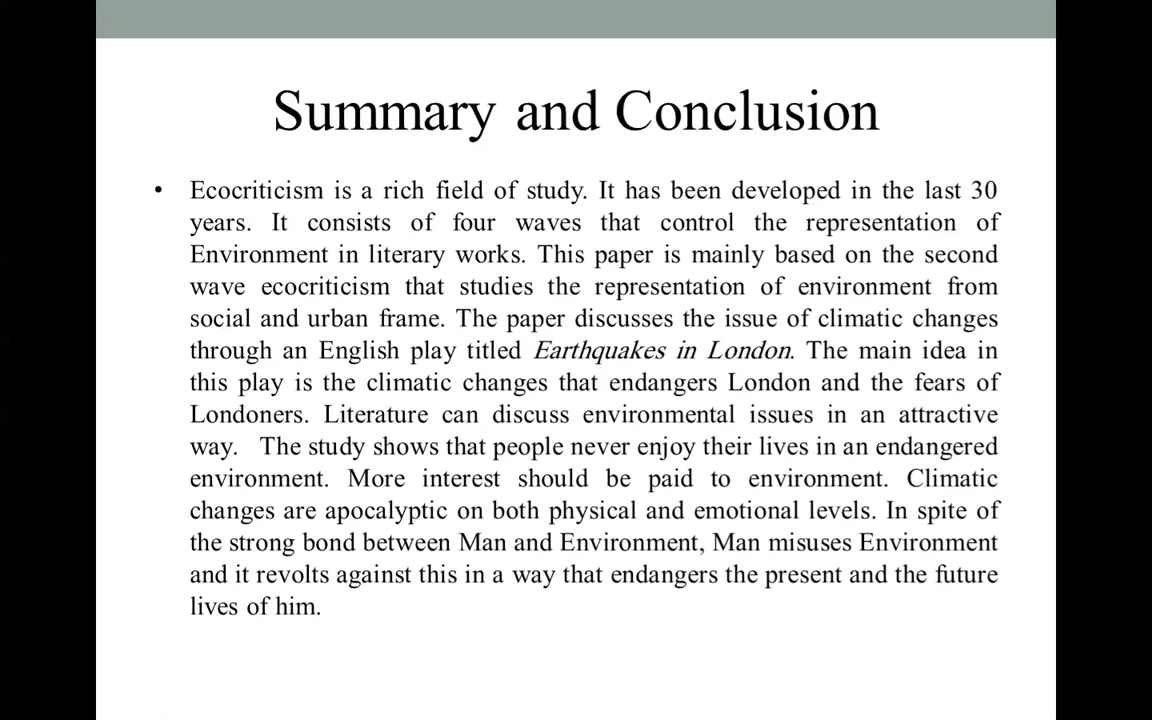 Summary and Conclusion
• Ecocriticism is a rich field of study. It has been developed in the last 30
years. It consists of four waves that control the representation of
Environment in literary works. This paper is mainly based on the second
wave ecocriticism that studies the representation of environment from
social and urban frame. The paper discusses the issue of climatic changes
through an English play titled Earthquakes in London. The main idea in
this play is the climatic changes that endangers London and the fears of
Londoners. Literature can discuss environmental issues in an attractive
way. The study shows that people never enjoy their lives in an endangered
environment. More interest should be paid to environment. Climatic
changes are apocalyptic on both physical and emotional levels. In spite of
the strong bond between Man and Environment, Man misuses Environment
and it revolts against this in a way that endangers the present and the future
lives of him.